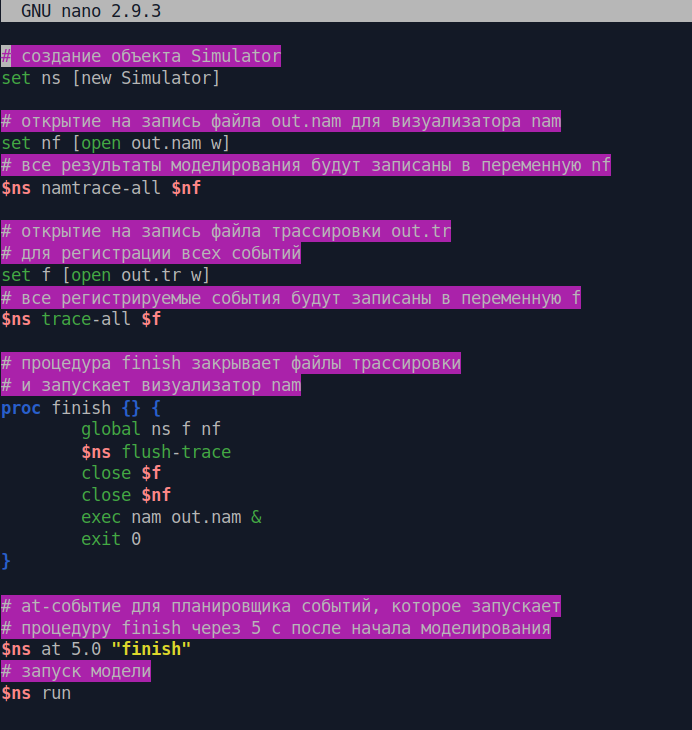 GNU nano 2.9.3
# создание объекта Simulator
set ns [new Simulator]
# открытие на запись файла out.nam для визуализатора nam
set nf [open out.nam w]
# все результаты моделирования будут записаны в переменную nf
$ns namtrace-all $nf
# открытие на запись файла трассировки out.tr
# для регистрации всех событий
set f [open out.tr w]
# все регистрируемые события будут записаны в переменную f
$ns trace-all $f
# процедура finish закрывает файлы трассировки
# и запускает визуализатор nam
proc finish {} {
        global ns f nf
        $ns flush-trace
        close $f
        close $nf
        exec nam out.nam &
        exit 0
}
# at-событие для планировщика событий, которое запускает
# процедуру finish через 5 с после начала моделирования
$ns at 5.0 "finish"
# запуск модели
$ns run